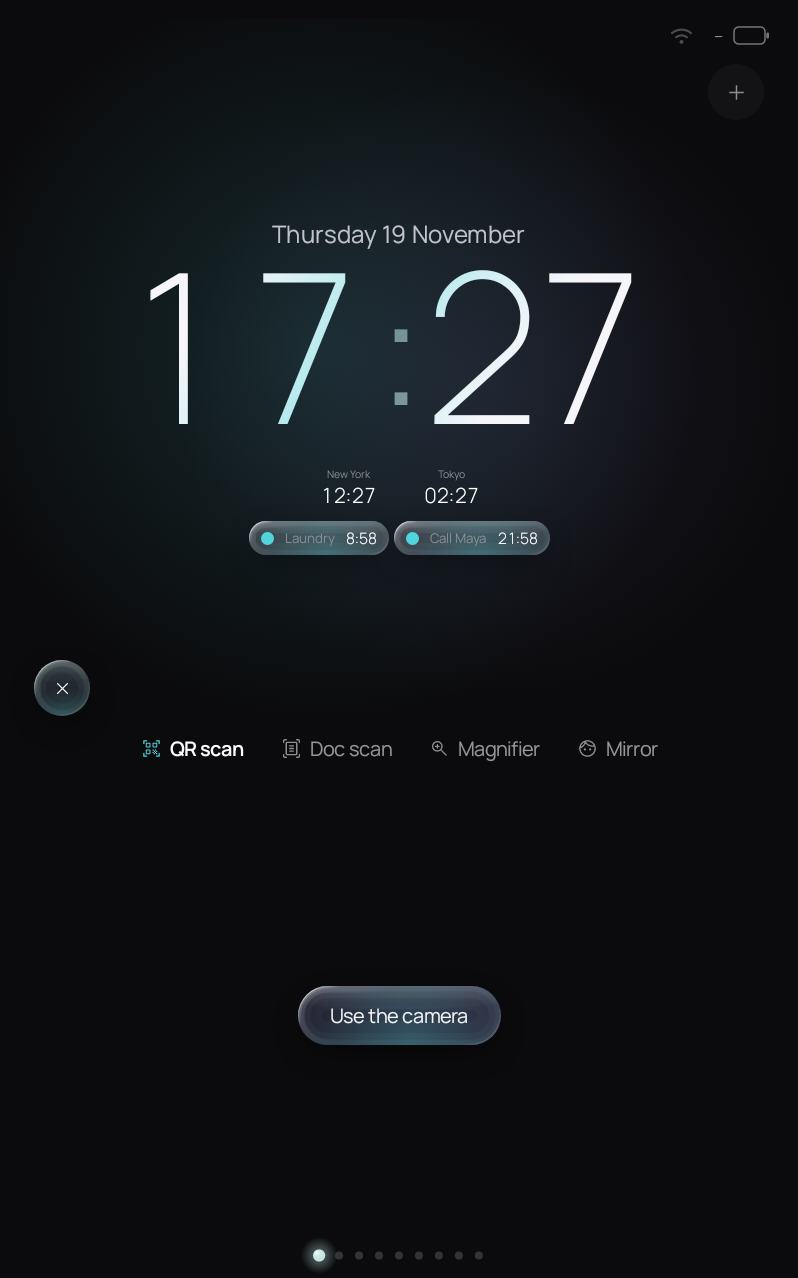 –
+
Thursday 19 November
17:27
New York Tokyo
12:27 02:27
Laundry 8:58 Call Maya 21:58
QR scan Doc scan Magnifier Mirror
Use the camera